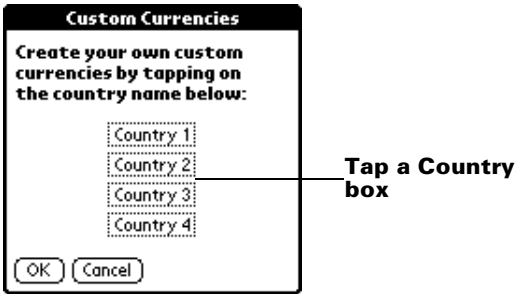 Custom Currencies
Create your own custom
currencies by tapping on
the country name below:
Country 1
Country 2
Country 3
Country 4
Tap a Country
box
OK Cancel